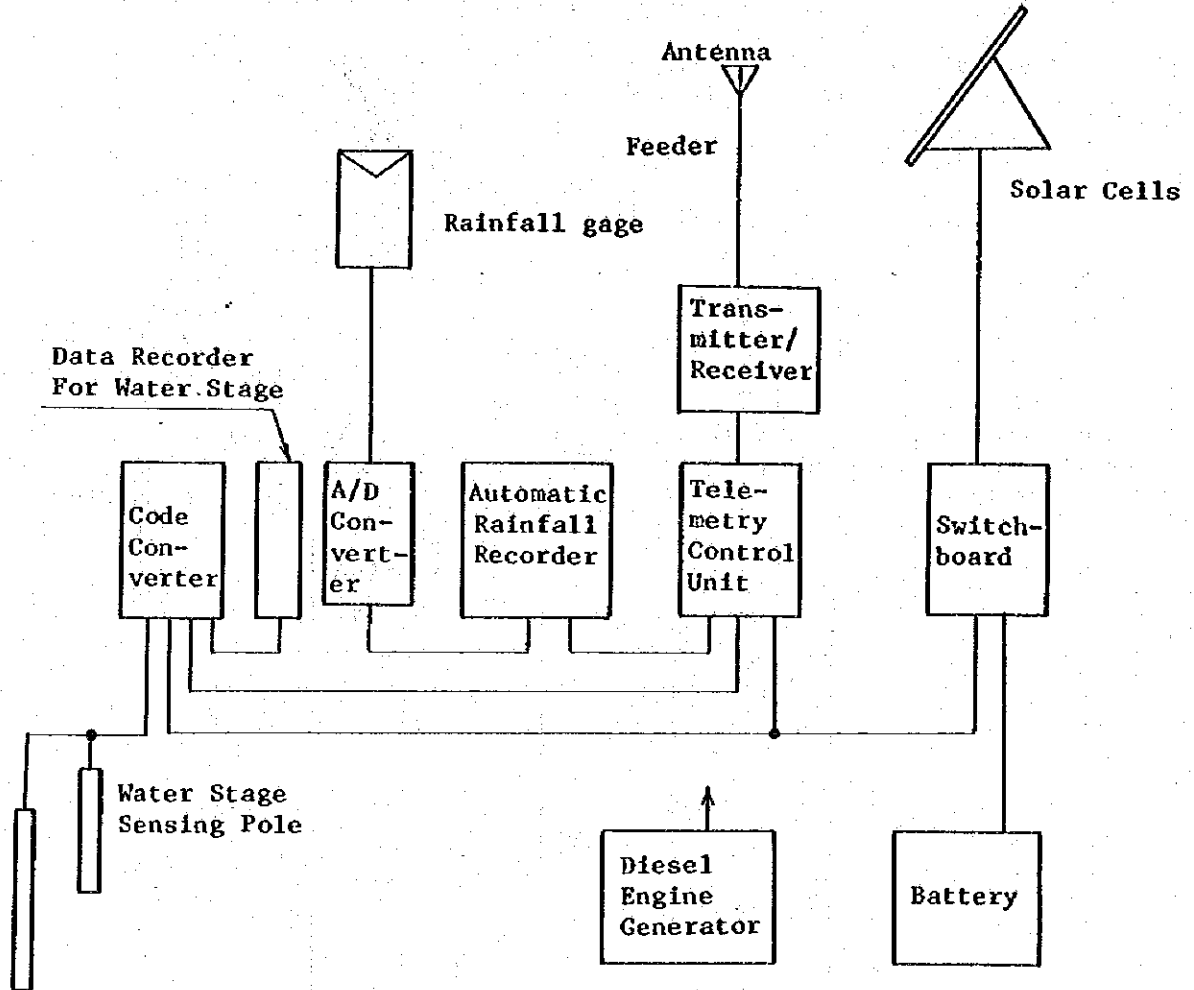 Antenna
Feeder
Solar Cells
Rainfall gage
Trans-
mitter/
Receiver
Data Recorder
For Water Stage
Code
Con-
verter
A/D
Con-
vert-
er
Automatic
Rainfall
Recorder
Tele-
metry
Control
Unit
Switch-
board
Water Stage
Sensing Pole
Diesel
Engine
Generator
Battery